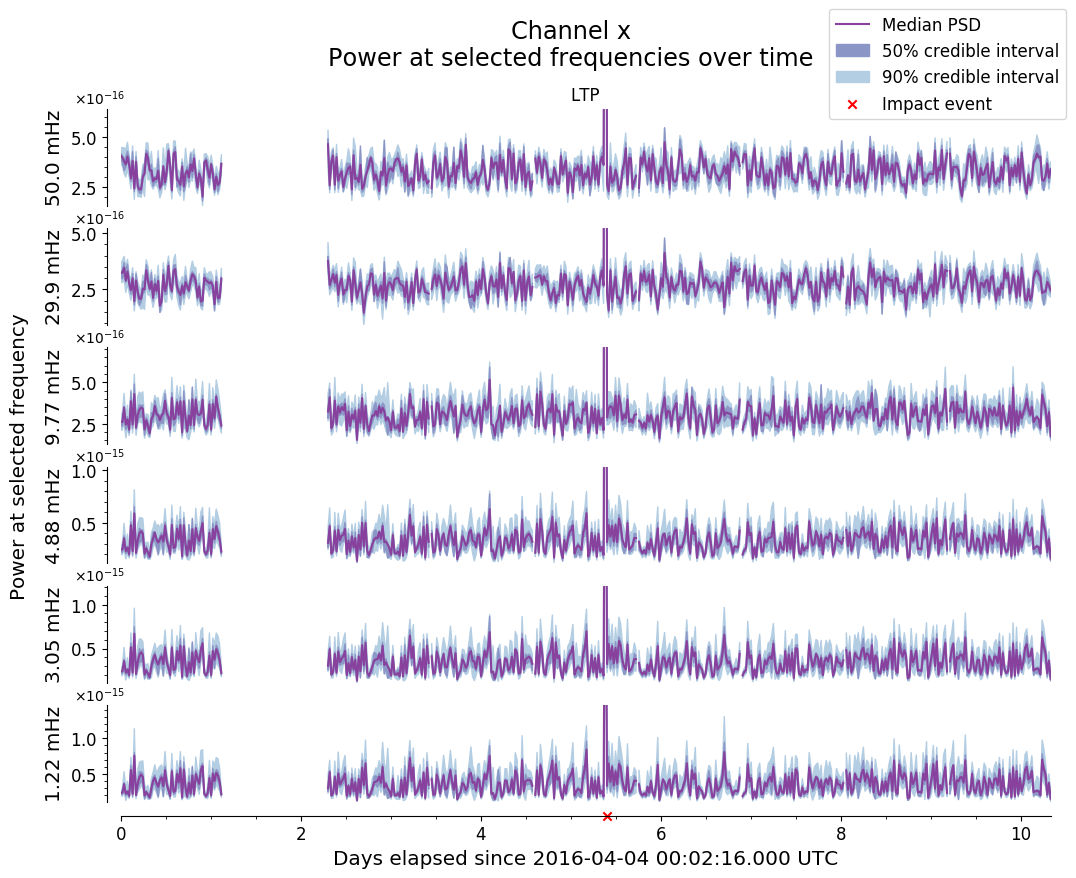 Channel x
Power at selected frequencies over time
Median PSD
50% credible interval
90% credible interval
Impact event
LTP
×10⁻¹⁶
5.0
2.5
50.0 mHz
×10⁻¹⁶
5.0
2.5
29.9 mHz
×10⁻¹⁶
5.0
2.5
9.77 mHz
×10⁻¹⁵
1.0
0.5
4.88 mHz
×10⁻¹⁵
1.0
0.5
3.05 mHz
×10⁻¹⁵
1.0
0.5
1.22 mHz
Power at selected frequency
0 2 4 6 8 10
Days elapsed since 2016-04-04 00:02:16.000 UTC